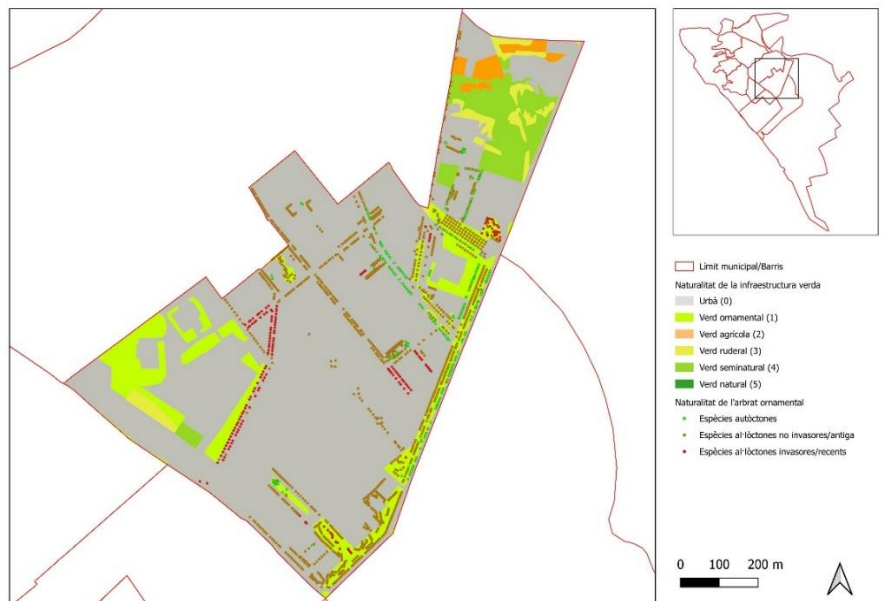 Límit municipal/Barris
Naturalitat de la infraestructura verda
Urbà (0)
Verd ornamental (1)
Verd agrícola (2)
Verd ruderal (3)
Verd seminatural (4)
Verd natural (5)
Naturalitat de l'arbrat ornamental
Espècies autòctones
Espècies al·lòctones no invasores/antiga
Espècies al·lòctones invasores/recents
0 100 200 m